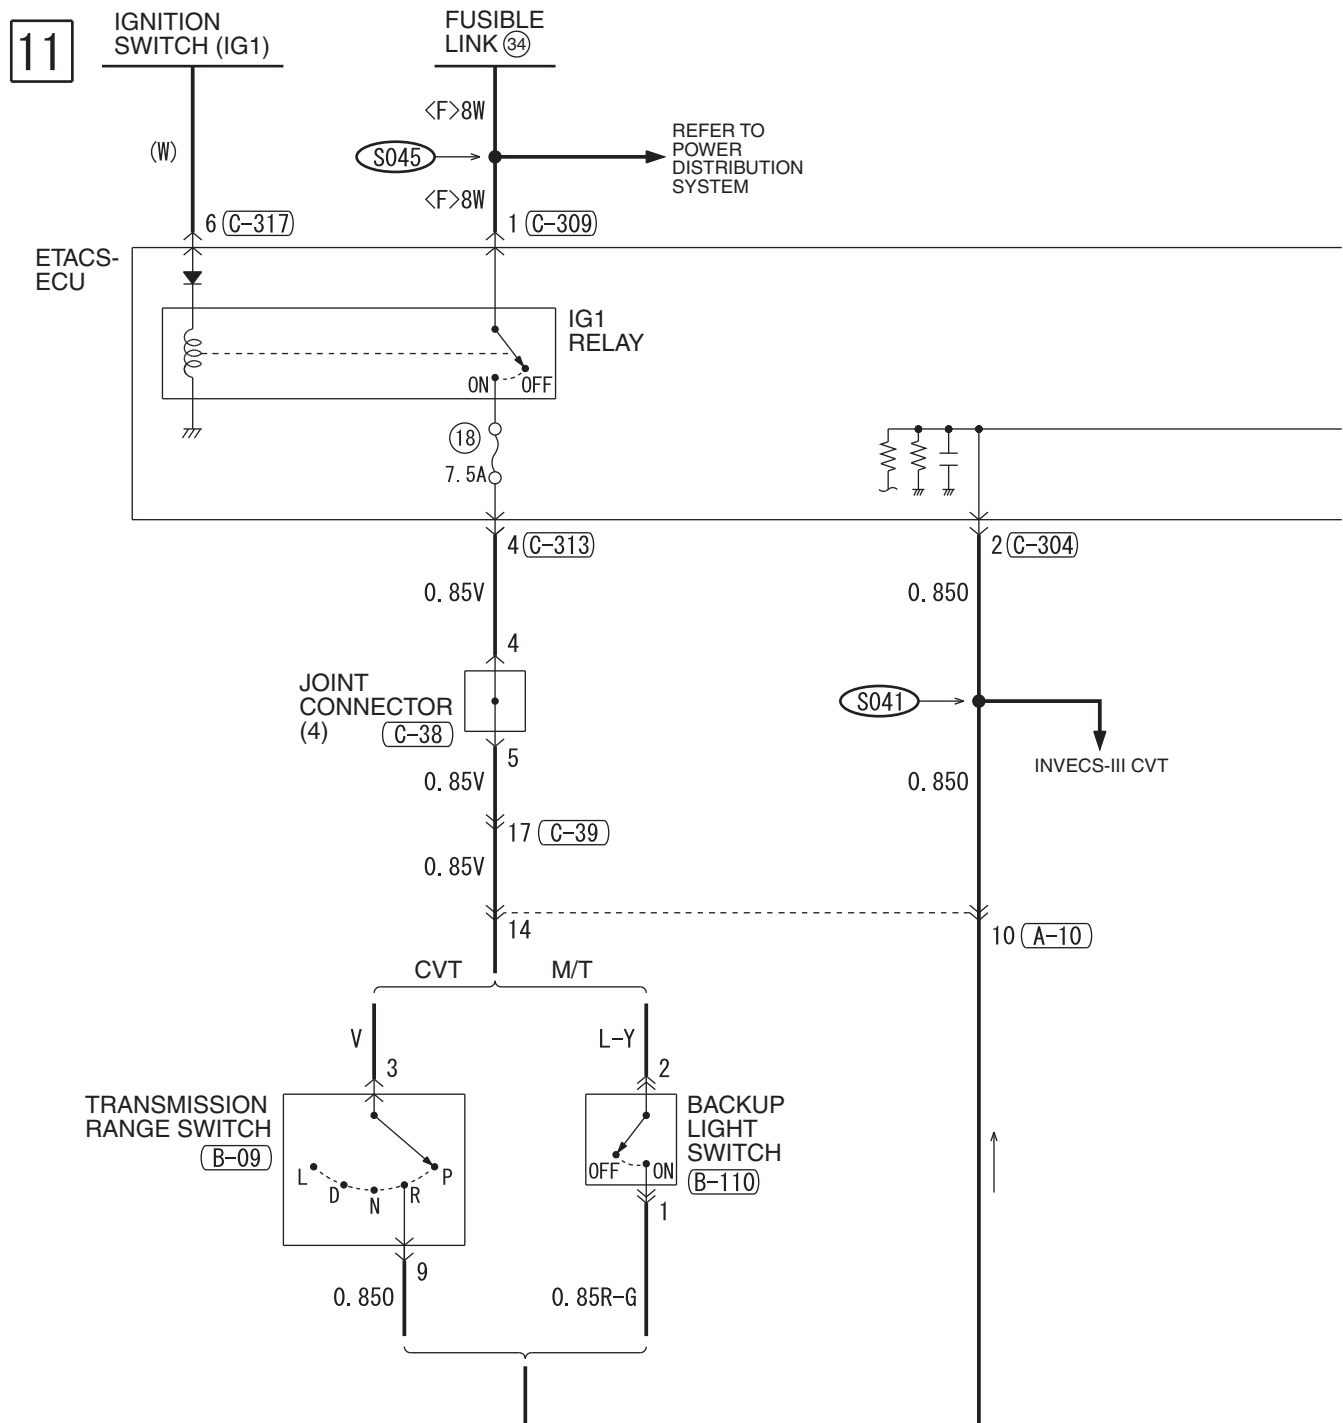 11
IGNITION
SWITCH (IG1)
FUSIBLE
LINK 34
<F>8W
(W)
S045
REFER TO
POWER
DISTRIBUTION
SYSTEM
<F>8W
6 C-317
1 C-309
ETACS-
ECU
IG1
RELAY
ON OFF
18
7.5A
4 C-313
2 C-304
0.85V
0.85O
4
JOINT
CONNECTOR
(4) C-38
S041
5
INVECS-III CVT
0.85V
0.85O
17 C-39
0.85V
14
10 A-10
CVT M/T
V
L-Y
3
2
TRANSMISSION
RANGE SWITCH
B-09
BACKUP
LIGHT
SWITCH
B-110
L D N R P
OFF ON
1
9
0.85O
0.85R-G